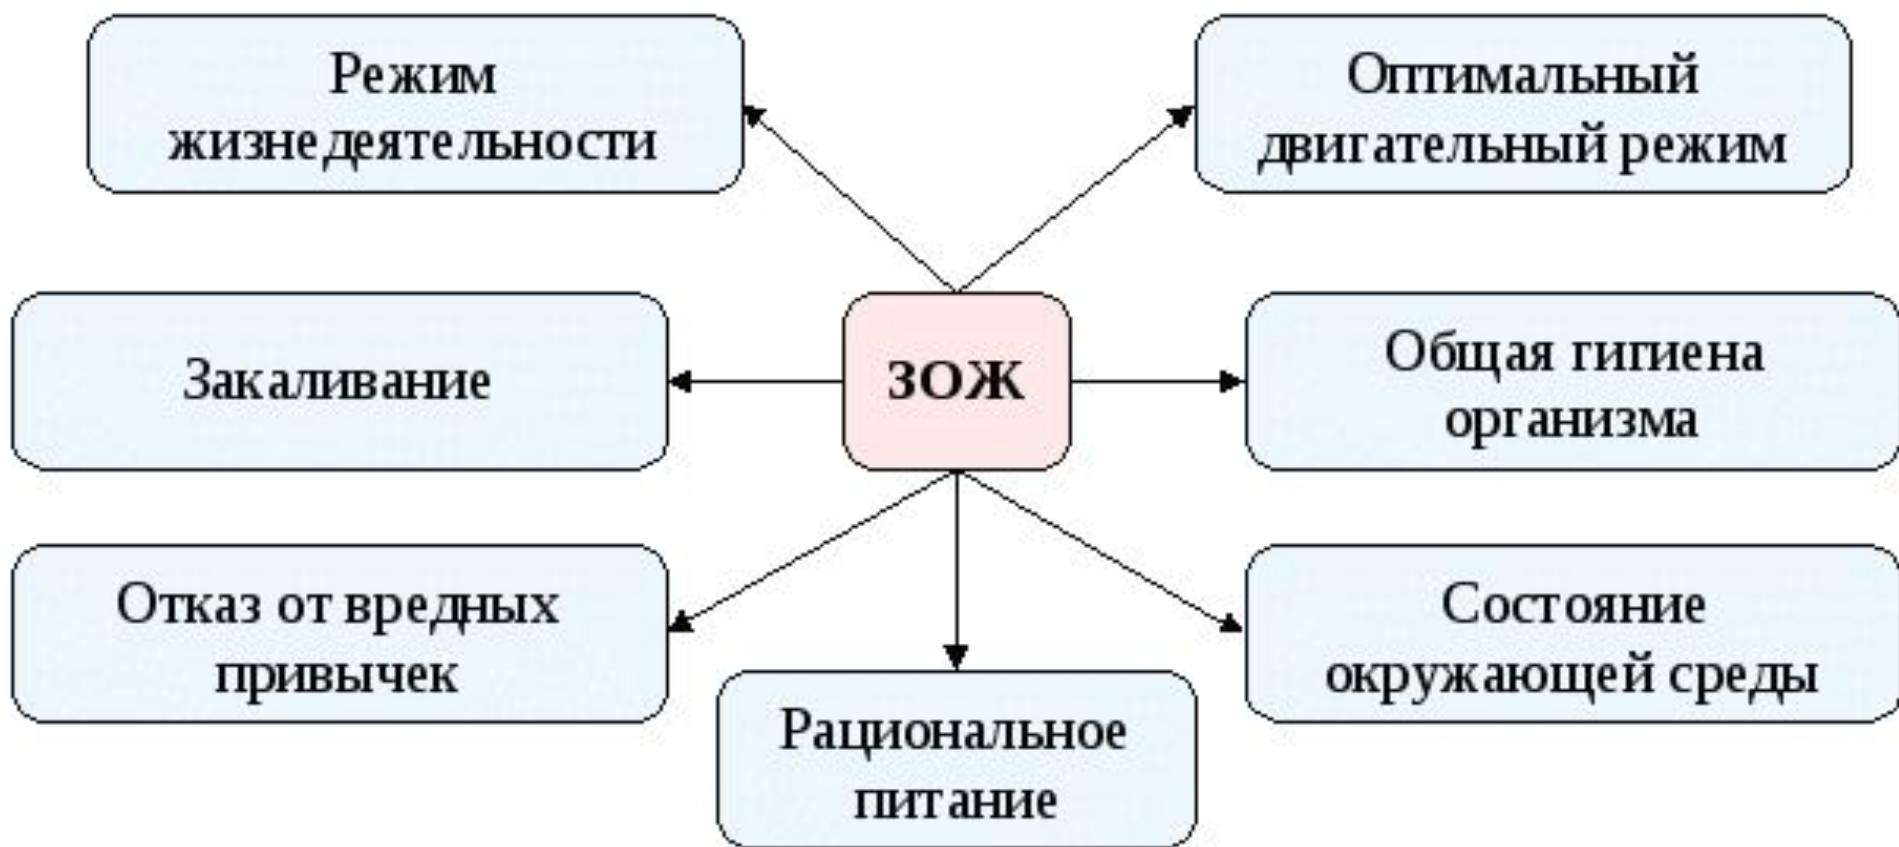 Режим
жизнедеятельности
Оптимальный
двигательный режим
Закаливание
ЗОЖ
Общая гигиена
организма
Отказ от вредных
привычек
Рациональное
питание
Состояние
окружающей среды